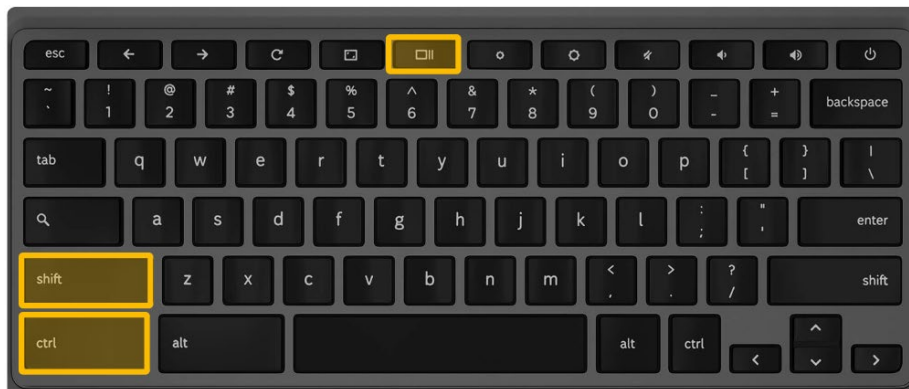 esc
~ ! @ # $ % ^ & * ( ) _ +
` 1 2 3 4 5 6 7 8 9 0 - = backspace
tab q w e r t y u i o p { [ } ] | \
a s d f g h j k l : ; " ' enter
shift z x c v b n m < , > . ? / shift
ctrl alt alt ctrl